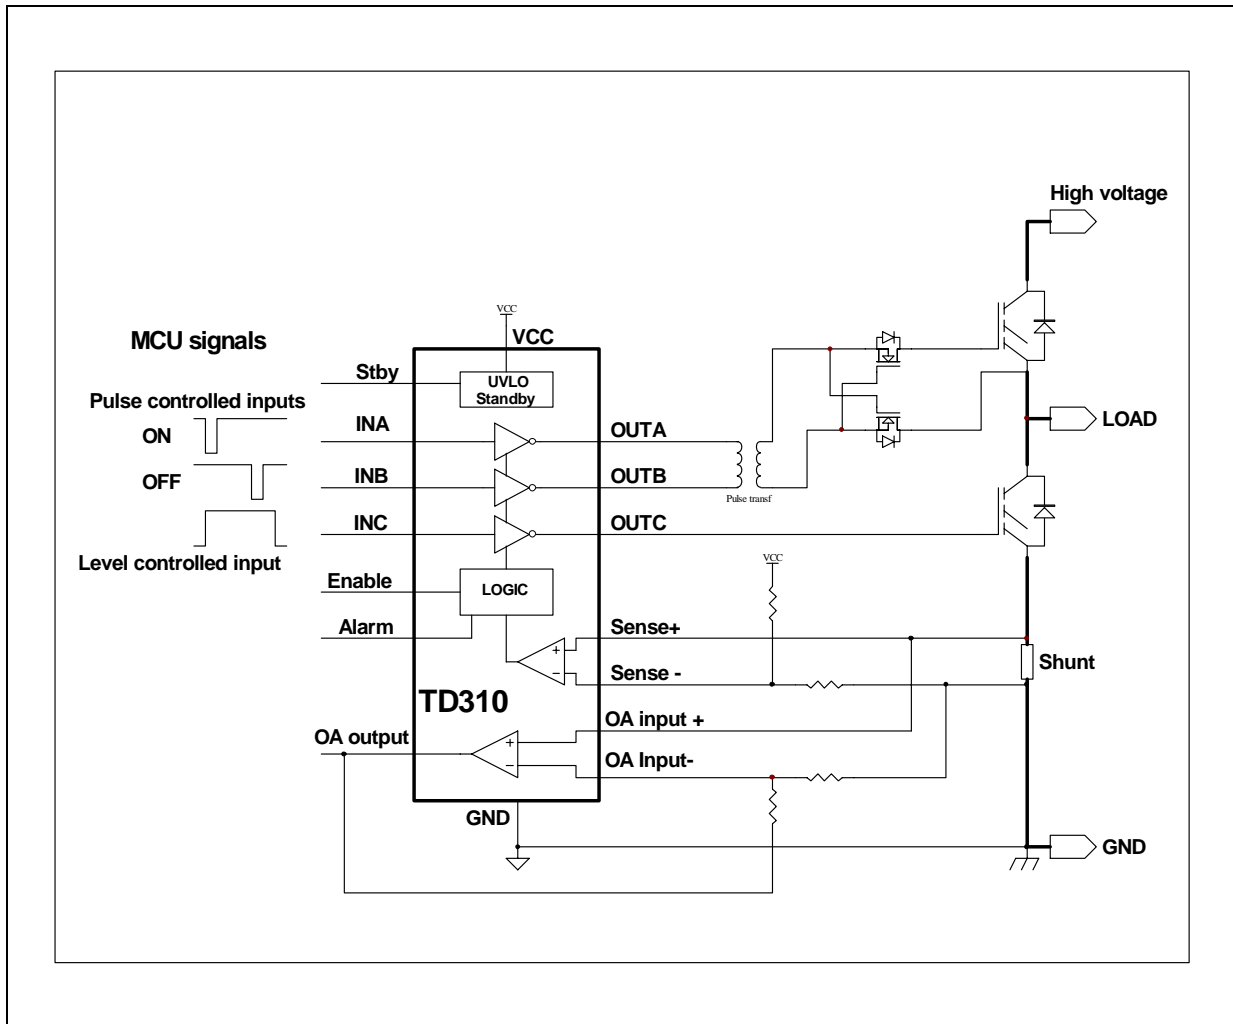 High voltage
VCC
VCC
MCU signals
Stby
UVLO
Standby
Pulse controlled inputs
ON
INA
OUTA
LOAD
OFF
INB
OUTB
Pulse transf
INC
OUTC
Level controlled input
VCC
Enable
LOGIC
Alarm
Sense+
+
Shunt
Sense -
−
TD310
OA input +
OA output
+
OA Input-
−
GND
GND